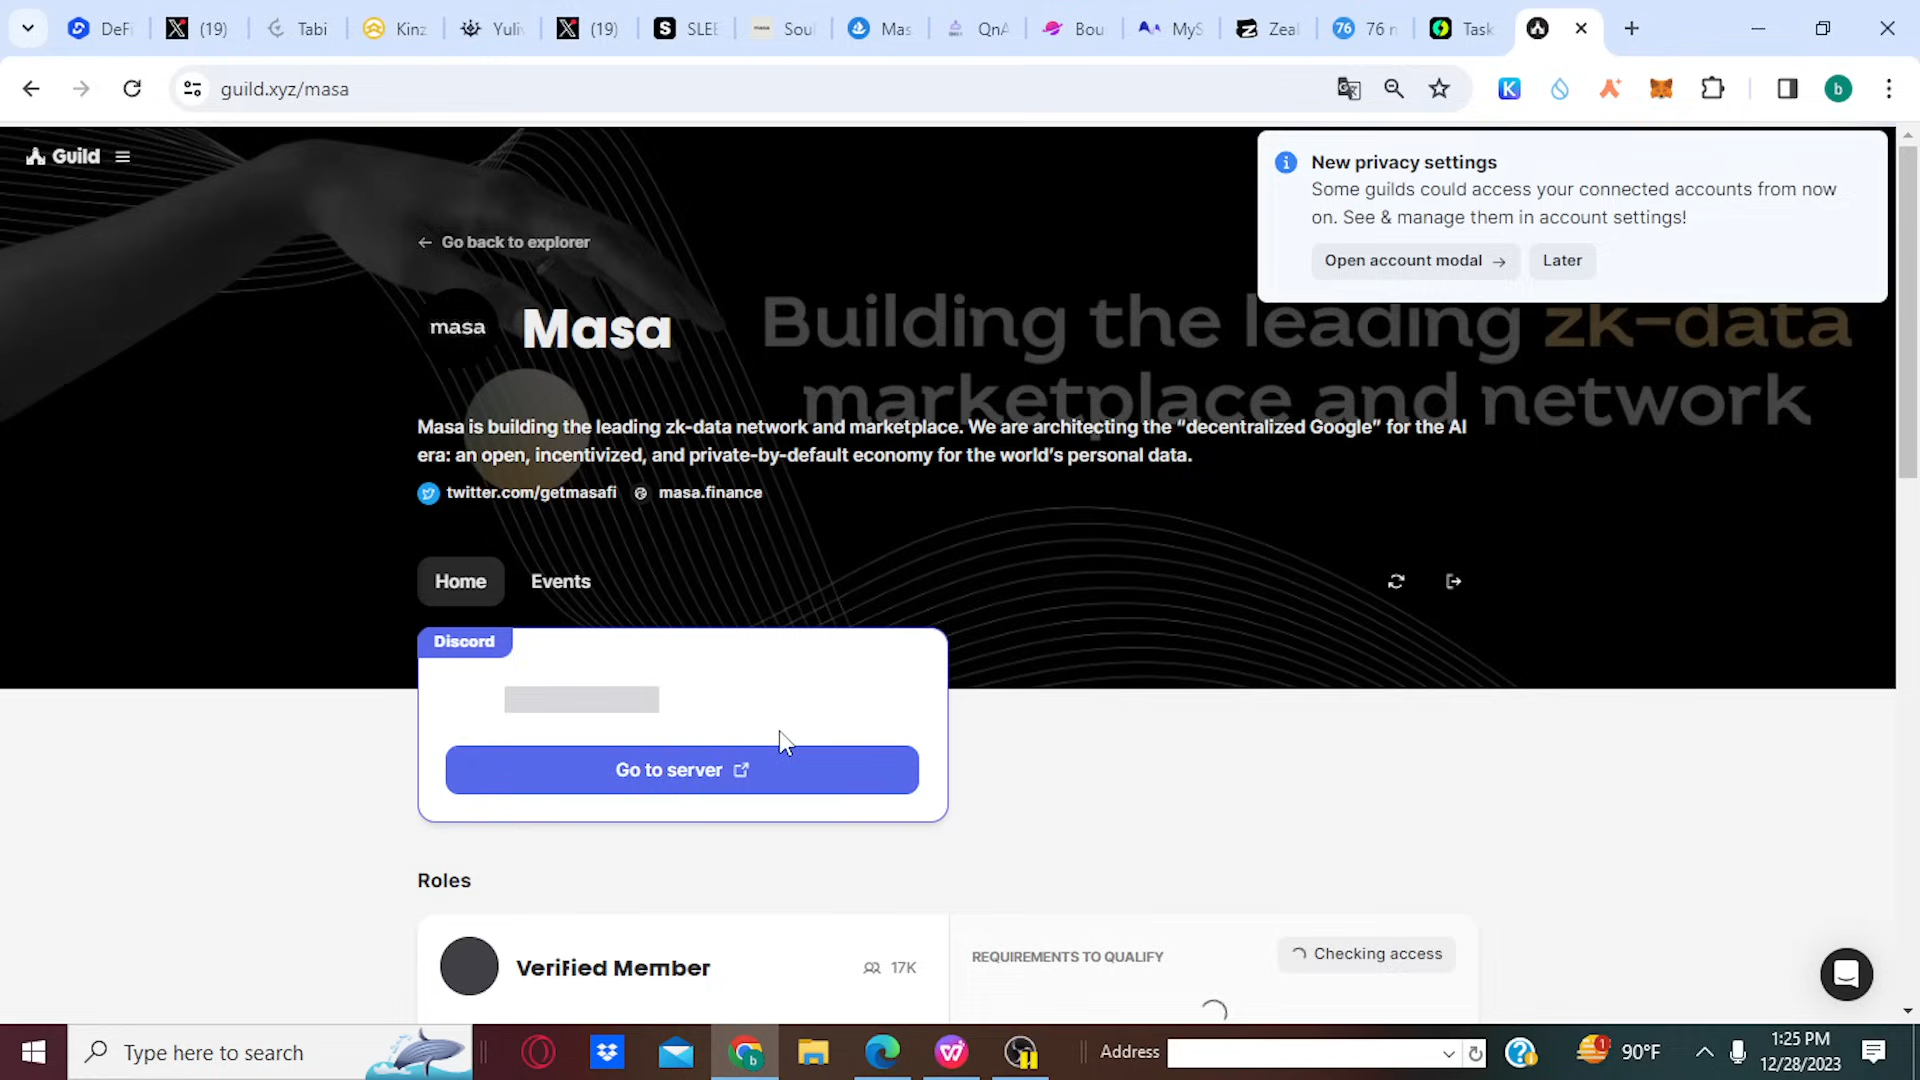 DeFi
(19)
Tabi
Kinz
Yuliv
(19)
SLEE
Soul
Mas
QnA
Bou
MyS
Zeal
76 n
Task
guild.xyz/masa
Guild
New privacy settings
Some guilds could access your connected accounts from now
on. See & manage them in account settings!
Open account modal →
Later
← Go back to explorer
masa
Masa
Building the leading zk-data
marketplace and network
Masa is building the leading zk-data network and marketplace. We are architecting the “decentralized Google” for the AI
era: an open, incentivized, and private-by-default economy for the world’s personal data.
twitter.com/getmasafi
masa.finance
Home
Events
Discord
Go to server
Roles
Verified Member
17K
REQUIREMENTS TO QUALIFY
Checking access
Type here to search
Address
90°F
1:25 PM
12/28/2023